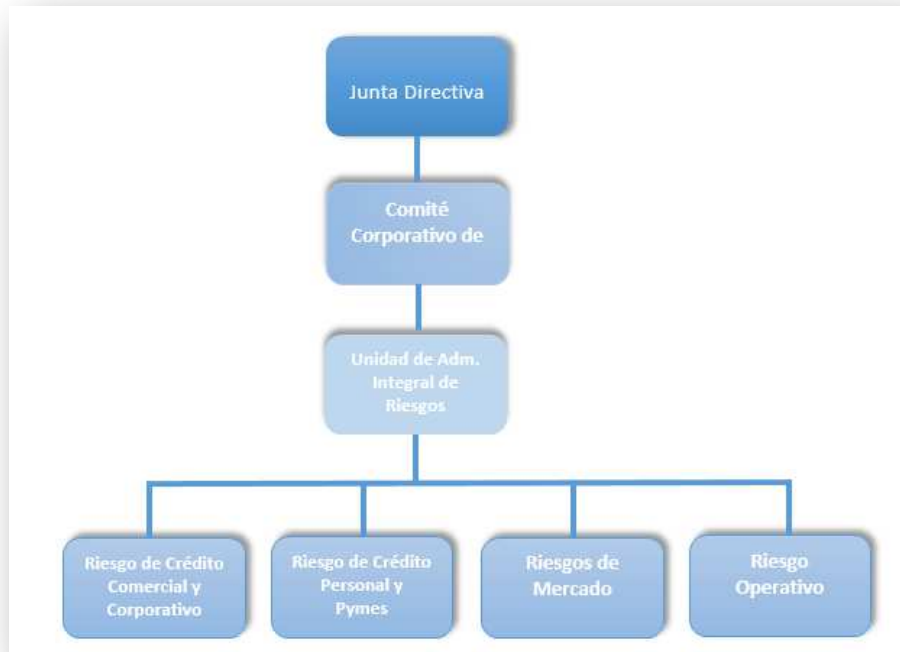 Junta Directiva
Comité
Corporativo de
Unidad de Adm.
Integral de
Riesgos
Riesgo de Crédito
Comercial y
Corporativo
Riesgo de Crédito
Personal y
Pymes
Riesgos de
Mercado
Riesgo
Operativo